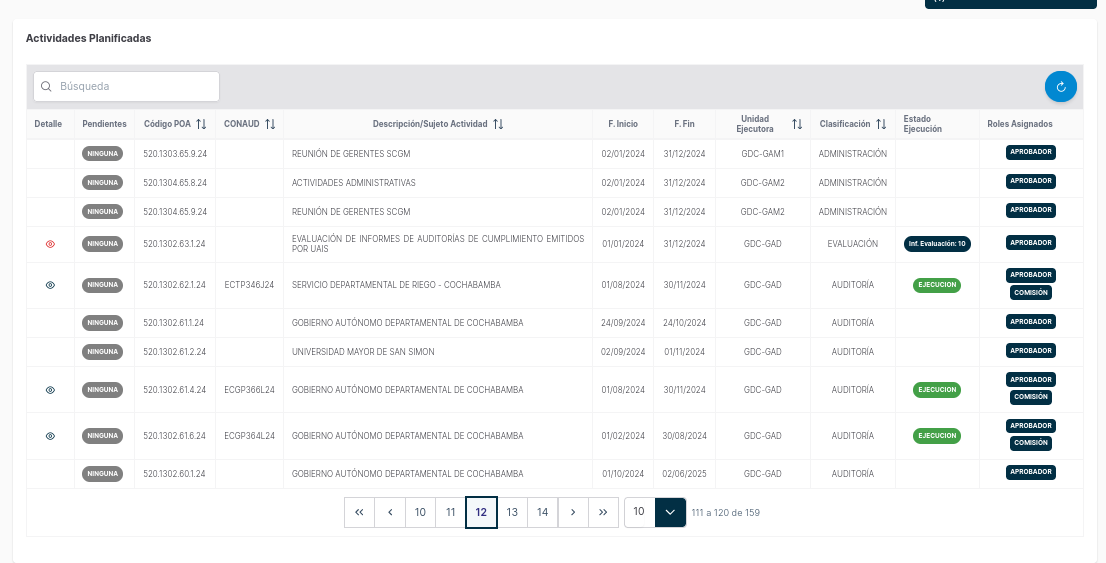 Actividades Planificadas
Búsqueda
Detalle Pendientes Código POA CONAUD Descripción/Sujeto Actividad F. Inicio F. Fin Unidad Ejecutora Clasificación Estado Ejecución Roles Asignados
NINGUNA 520.1303.65.9.24 REUNIÓN DE GERENTES SCGM 02/01/2024 31/12/2024 GDC-GAM1 ADMINISTRACIÓN APROBADOR
NINGUNA 520.1304.65.8.24 ACTIVIDADES ADMINISTRATIVAS 02/01/2024 31/12/2024 GDC-GAM2 ADMINISTRACIÓN APROBADOR
NINGUNA 520.1304.65.9.24 REUNIÓN DE GERENTES SCGM 02/01/2024 31/12/2024 GDC-GAM2 ADMINISTRACIÓN APROBADOR
NINGUNA 520.1302.63.1.24 EVALUACIÓN DE INFORMES DE AUDITORÍAS DE CUMPLIMIENTO EMITIDOS
POR UAIS 01/01/2024 31/12/2024 GDC-GAD EVALUACIÓN Inf. Evaluación: 10 APROBADOR
NINGUNA 520.1302.62.1.24 ECTP346J24 SERVICIO DEPARTAMENTAL DE RIEGO - COCHABAMBA 01/08/2024 30/11/2024 GDC-GAD AUDITORÍA EJECUCION APROBADOR
COMISIÓN
NINGUNA 520.1302.61.1.24 GOBIERNO AUTÓNOMO DEPARTAMENTAL DE COCHABAMBA 24/09/2024 24/10/2024 GDC-GAD AUDITORÍA APROBADOR
NINGUNA 520.1302.61.2.24 UNIVERSIDAD MAYOR DE SAN SIMON 02/09/2024 01/11/2024 GDC-GAD AUDITORÍA APROBADOR
NINGUNA 520.1302.61.4.24 ECGP366L24 GOBIERNO AUTÓNOMO DEPARTAMENTAL DE COCHABAMBA 01/08/2024 30/11/2024 GDC-GAD AUDITORÍA EJECUCION APROBADOR
COMISIÓN
NINGUNA 520.1302.61.6.24 ECGP364L24 GOBIERNO AUTÓNOMO DEPARTAMENTAL DE COCHABAMBA 01/02/2024 30/08/2024 GDC-GAD AUDITORÍA EJECUCION APROBADOR
COMISIÓN
NINGUNA 520.1302.60.1.24 GOBIERNO AUTÓNOMO DEPARTAMENTAL DE COCHABAMBA 01/10/2024 02/06/2025 GDC-GAD AUDITORÍA APROBADOR
« ‹ 10 11 12 13 14 › » 10 111 a 120 de 159